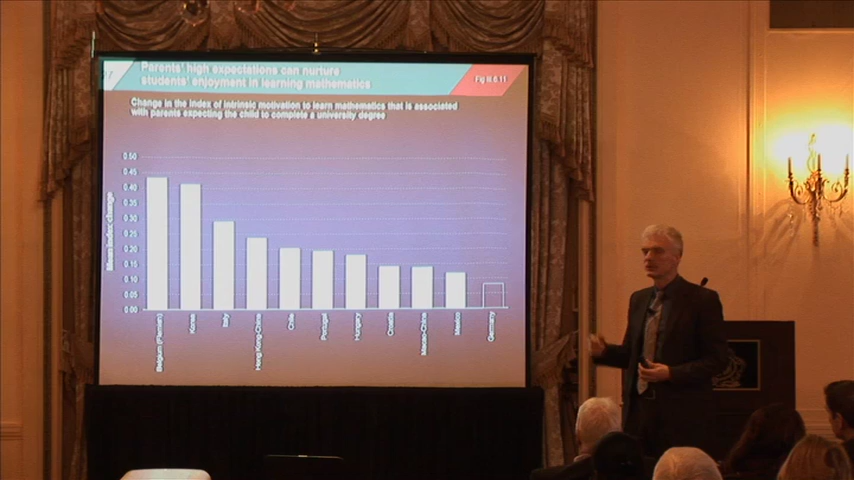 Parents' high expectations can nurture
students' enjoyment in learning mathematics
Fig III.6.11
Change in the index of intrinsic motivation to learn mathematics that is associated
with parents expecting the child to complete a university degree
Mean index change
0.50
0.45
0.40
0.35
0.30
0.25
0.20
0.15
0.10
0.05
0.00
Belgium (Flemish)
Korea
Italy
Hong Kong-China
Chile
Portugal
Hungary
Croatia
Macao-China
Mexico
Germany